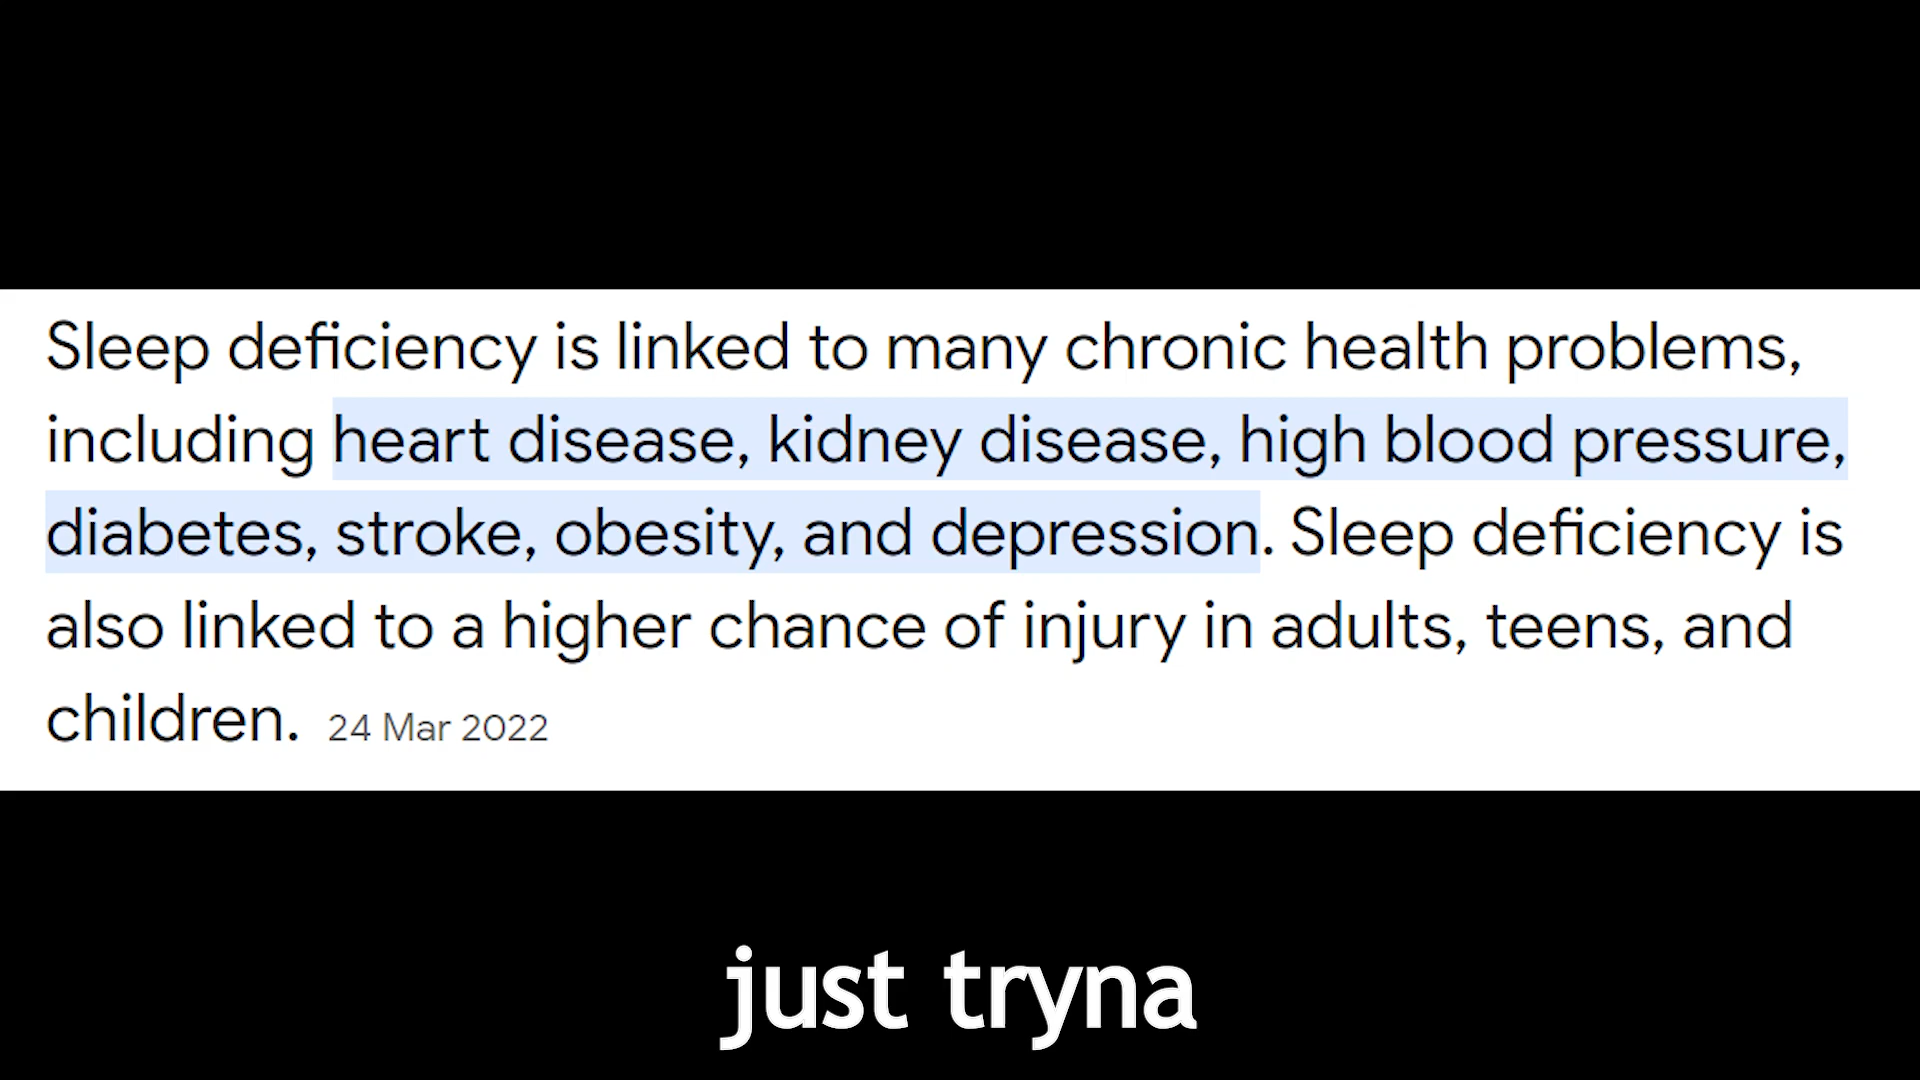 Sleep deficiency is linked to many chronic health problems,
including heart disease, kidney disease, high blood pressure,
diabetes, stroke, obesity, and depression. Sleep deficiency is
also linked to a higher chance of injury in adults, teens, and
children. 24 Mar 2022
just tryna